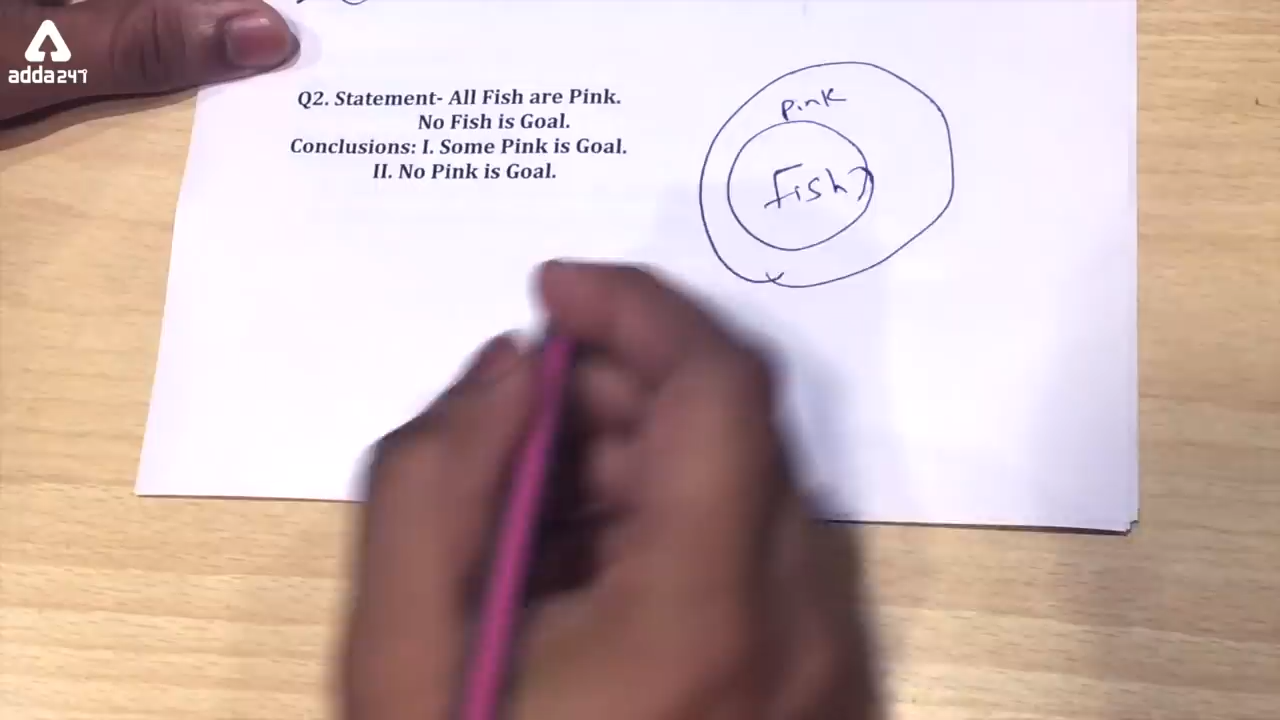 adda247
Q2. Statement- All Fish are Pink.
No Fish is Goal.
Conclusions: I. Some Pink is Goal.
II. No Pink is Goal.
Pink
Fish